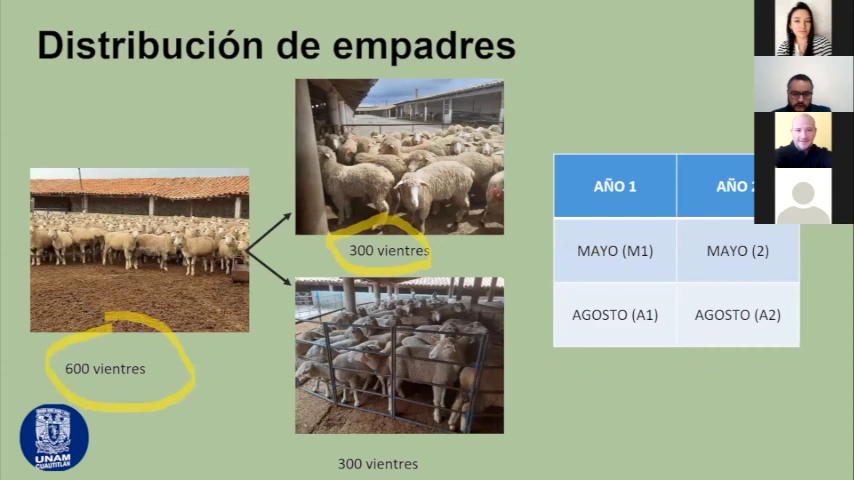 Distribución de empadres
300 vientres
600 vientres
300 vientres
AÑO 1
AÑO
MAYO (M1)
MAYO (2)
AGOSTO (A1)
AGOSTO (A2)
UNAM
CUAUTITLÁN